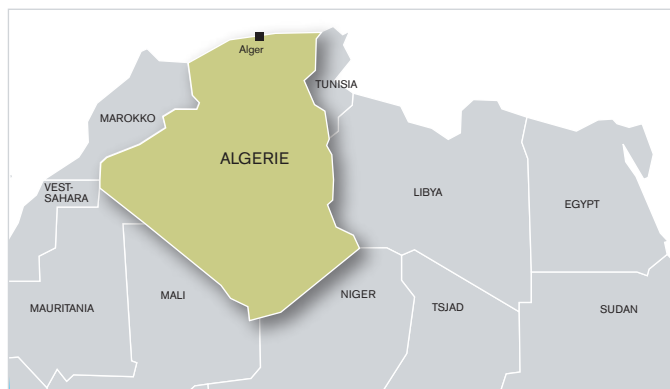 Alger
TUNISIA
MAROKKO
ALGERIE
VEST-
SAHARA
LIBYA
EGYPT
MALI
NIGER
MAURITANIA
TSJAD
SUDAN